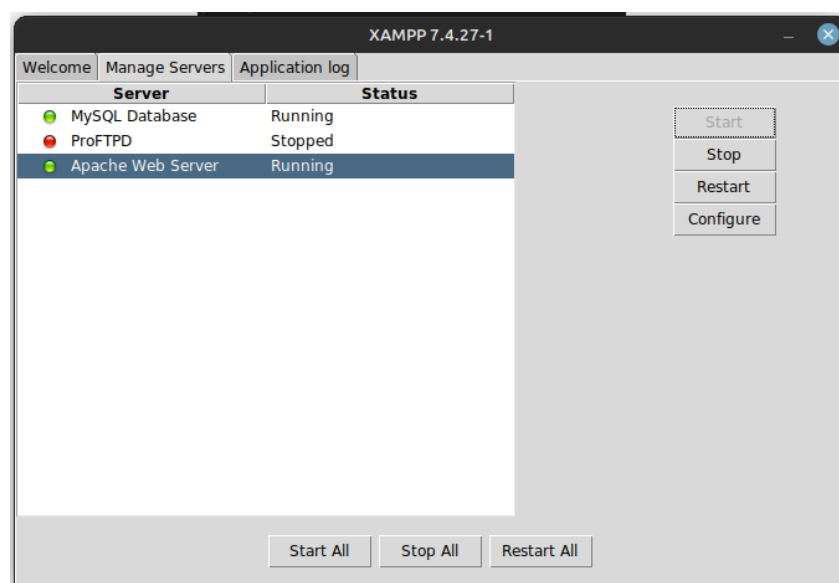 XAMPP 7.4.27-1
Welcome Manage Servers Application log
Server Status
MySQL Database Running
ProFTPD Stopped
Apache Web Server Running
Start
Stop
Restart
Configure
Start All Stop All Restart All